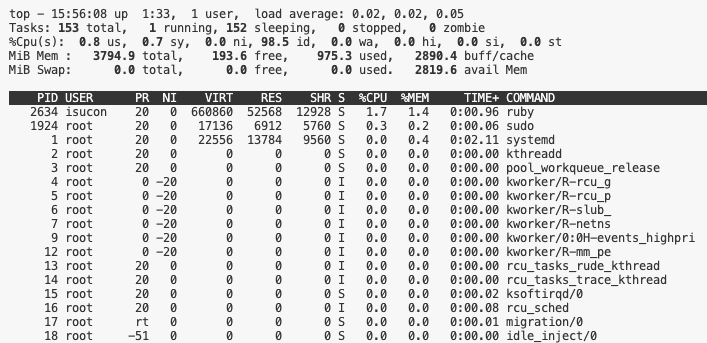 top - 15:56:08 up  1:33,  1 user,  load average: 0.02, 0.02, 0.05
Tasks: 153 total,   1 running, 152 sleeping,   0 stopped,   0 zombie
%Cpu(s):  0.8 us,  0.7 sy,  0.0 ni, 98.5 id,  0.0 wa,  0.0 hi,  0.0 si,  0.0 st
MiB Mem :   3794.9 total,    193.6 free,    975.3 used,   2890.4 buff/cache
MiB Swap:      0.0 total,      0.0 free,      0.0 used.   2819.6 avail Mem
    PID USER      PR  NI    VIRT    RES    SHR S  %CPU  %MEM     TIME+ COMMAND
   2634 isucon    20   0  660860  52568  12928 S   1.7   1.4   0:00.96 ruby
   1924 root      20   0   17136   6912   5760 S   0.3   0.2   0:00.06 sudo
      1 root      20   0   22556  13784   9560 S   0.0   0.4   0:02.11 systemd
      2 root      20   0       0      0      0 S   0.0   0.0   0:00.00 kthreadd
      3 root      20   0       0      0      0 S   0.0   0.0   0:00.00 pool_workqueue_release
      4 root       0 -20       0      0      0 I   0.0   0.0   0:00.00 kworker/R-rcu_g
      5 root       0 -20       0      0      0 I   0.0   0.0   0:00.00 kworker/R-rcu_p
      6 root       0 -20       0      0      0 I   0.0   0.0   0:00.00 kworker/R-slub_
      7 root       0 -20       0      0      0 I   0.0   0.0   0:00.00 kworker/R-netns
      9 root       0 -20       0      0      0 I   0.0   0.0   0:00.00 kworker/0:0H-events_highpri
     12 root       0 -20       0      0      0 I   0.0   0.0   0:00.00 kworker/R-mm_pe
     13 root      20   0       0      0      0 I   0.0   0.0   0:00.00 rcu_tasks_rude_kthread
     14 root      20   0       0      0      0 I   0.0   0.0   0:00.00 rcu_tasks_trace_kthread
     15 root      20   0       0      0      0 S   0.0   0.0   0:00.02 ksoftirqd/0
     16 root      20   0       0      0      0 I   0.0   0.0   0:00.08 rcu_sched
     17 root      rt   0       0      0      0 S   0.0   0.0   0:00.01 migration/0
     18 root     -51   0       0      0      0 S   0.0   0.0   0:00.00 idle_inject/0